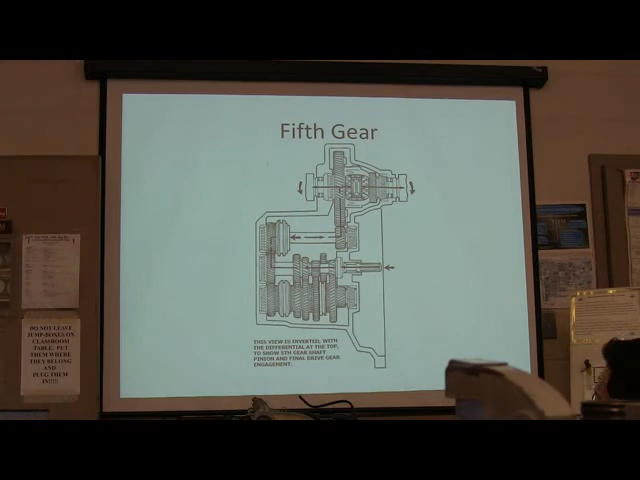 Fifth Gear
THIS VIEW IS INVERTED, WITH
THE DIFFERENTIAL AT THE TOP,
TO SHOW 5TH GEAR SHAFT
PINION AND FINAL DRIVE GEAR
ENGAGEMENT.
DO NOT LEAVE
JUMP-BOXES ON
CLASSROOM
TABLE. PUT
THEM WHERE
THEY BELONG
AND
PLUG THEM
IN!!!!